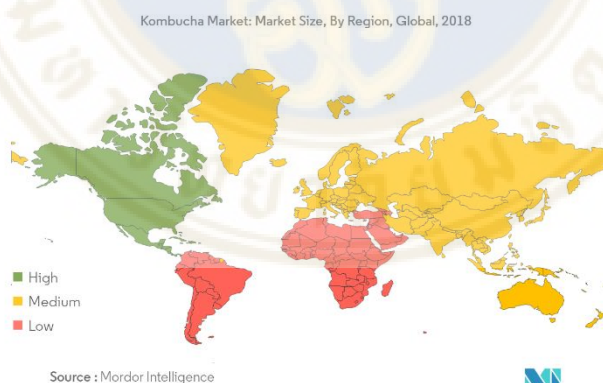 Kombucha Market: Market Size, By Region, Global, 2018
High
Medium
Low
Source : Mordor Intelligence